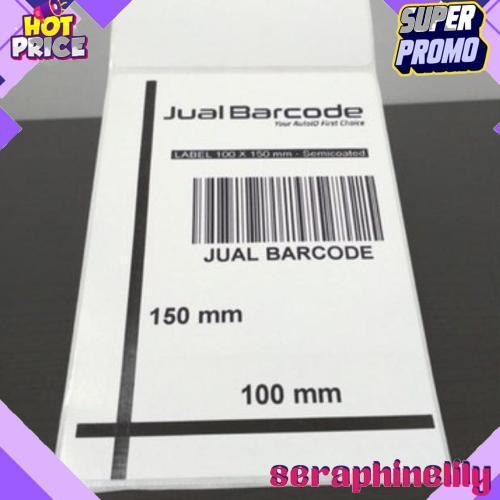 HOT
PRICE
SUPER
PROMO
Jual Barcode
Your AutoID First Choice
LABEL 100 X 150 mm - Semicoated
JUAL BARCODE
150 mm
100 mm
seraphinelily